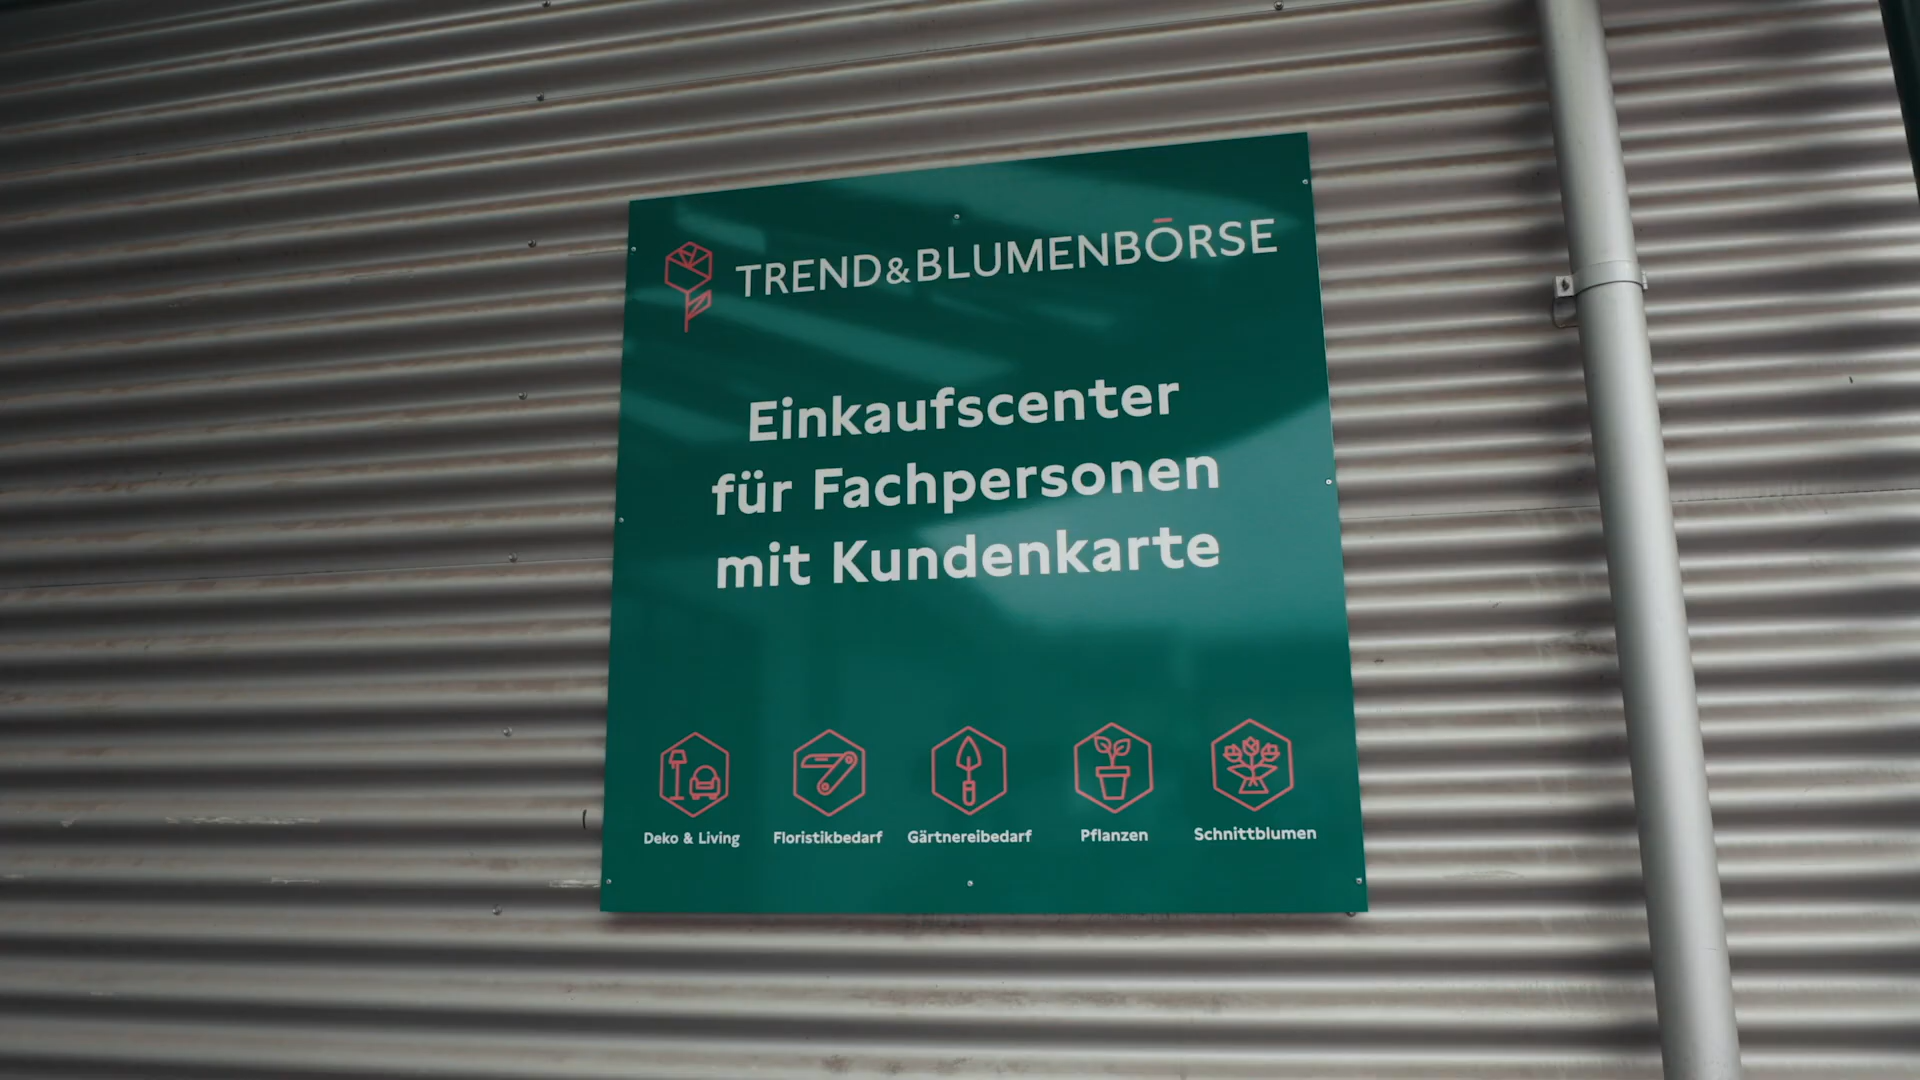 TREND&BLUMENBÖRSE
Einkaufscenter
für Fachpersonen
mit Kundenkarte
Deko & Living
Floristikbedarf
Gärtnereibedarf
Pflanzen
Schnittblumen